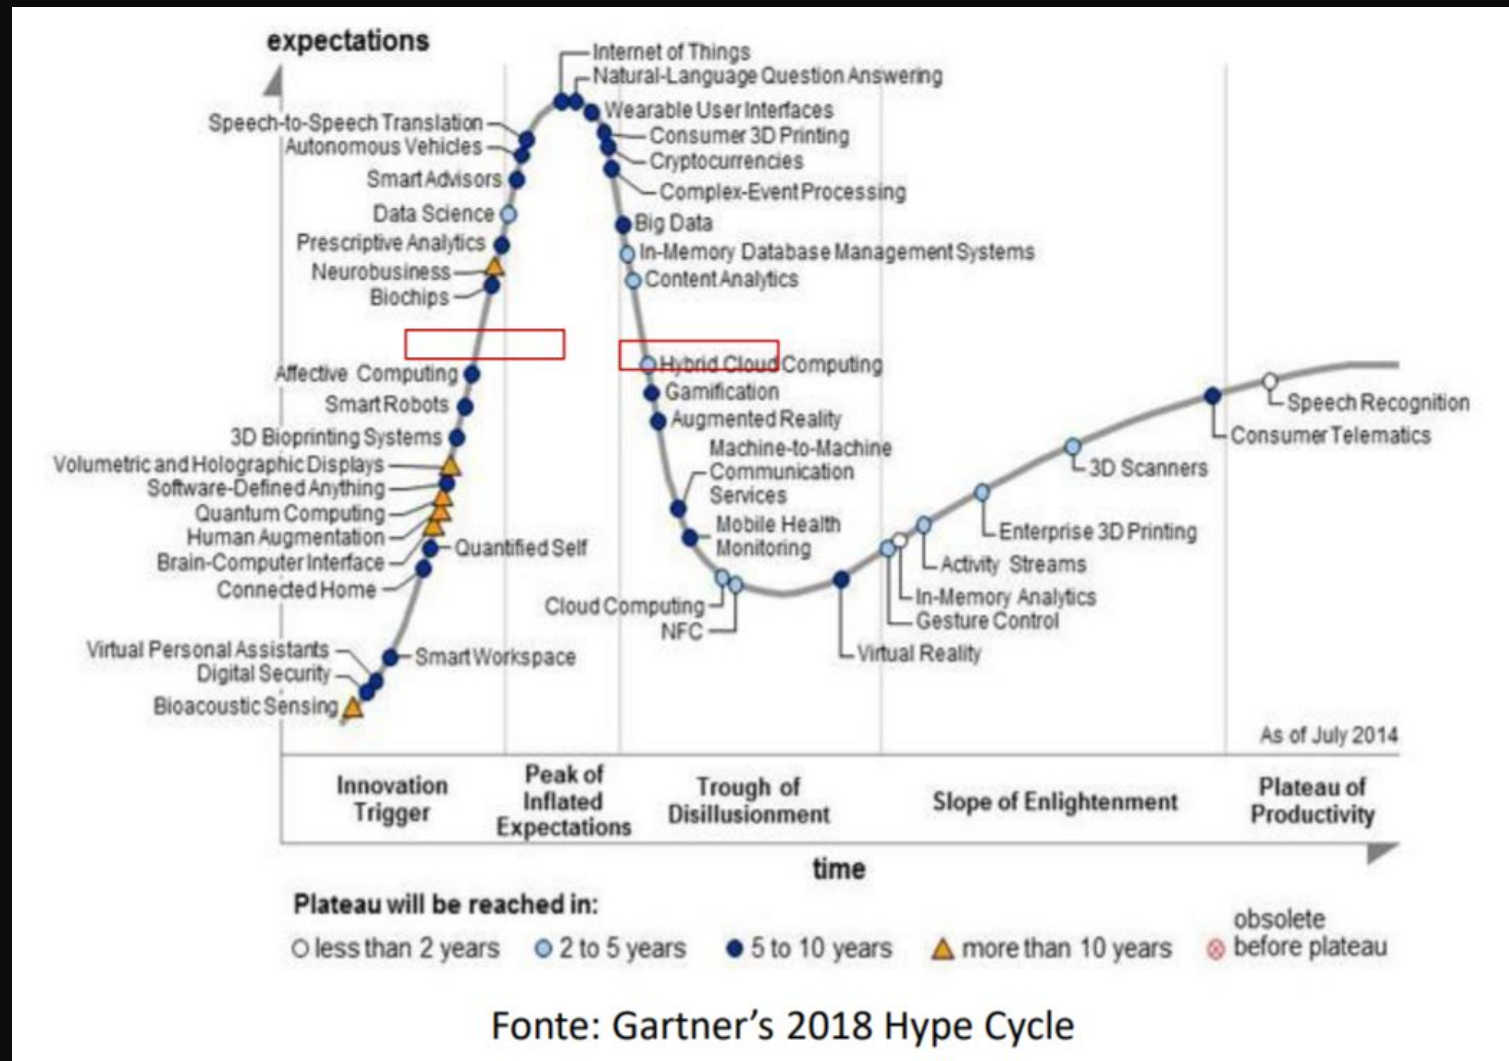 expectations
Internet of Things
Natural-Language Question Answering
Wearable User Interfaces
Speech-to-Speech Translation
Consumer 3D Printing
Autonomous Vehicles
Cryptocurrencies
Smart Advisors
Complex-Event Processing
Data Science
Big Data
Prescriptive Analytics
In-Memory Database Management Systems
Neurobusiness
Content Analytics
Biochips
Hybrid Cloud Computing
Affective Computing
Gamification
Smart Robots
Augmented Reality
3D Bioprinting Systems
Machine-to-Machine
Communication
Services
Volumetric and Holographic Displays
Software-Defined Anything
Quantum Computing
Human Augmentation
Brain-Computer Interface
Quantified Self
Connected Home
Mobile Health
Monitoring
Cloud Computing
NFC
Virtual Personal Assistants
Smart Workspace
Digital Security
Bioacoustic Sensing
Virtual Reality
Gesture Control
In-Memory Analytics
Activity Streams
Enterprise 3D Printing
3D Scanners
Consumer Telematics
Speech Recognition
As of July 2014
Innovation
Trigger
Peak of
Inflated
Expectations
Trough of
Disillusionment
Slope of Enlightenment
Plateau of
Productivity
time
Plateau will be reached in:
less than 2 years
2 to 5 years
5 to 10 years
more than 10 years
obsolete
before plateau
Fonte: Gartner’s 2018 Hype Cycle